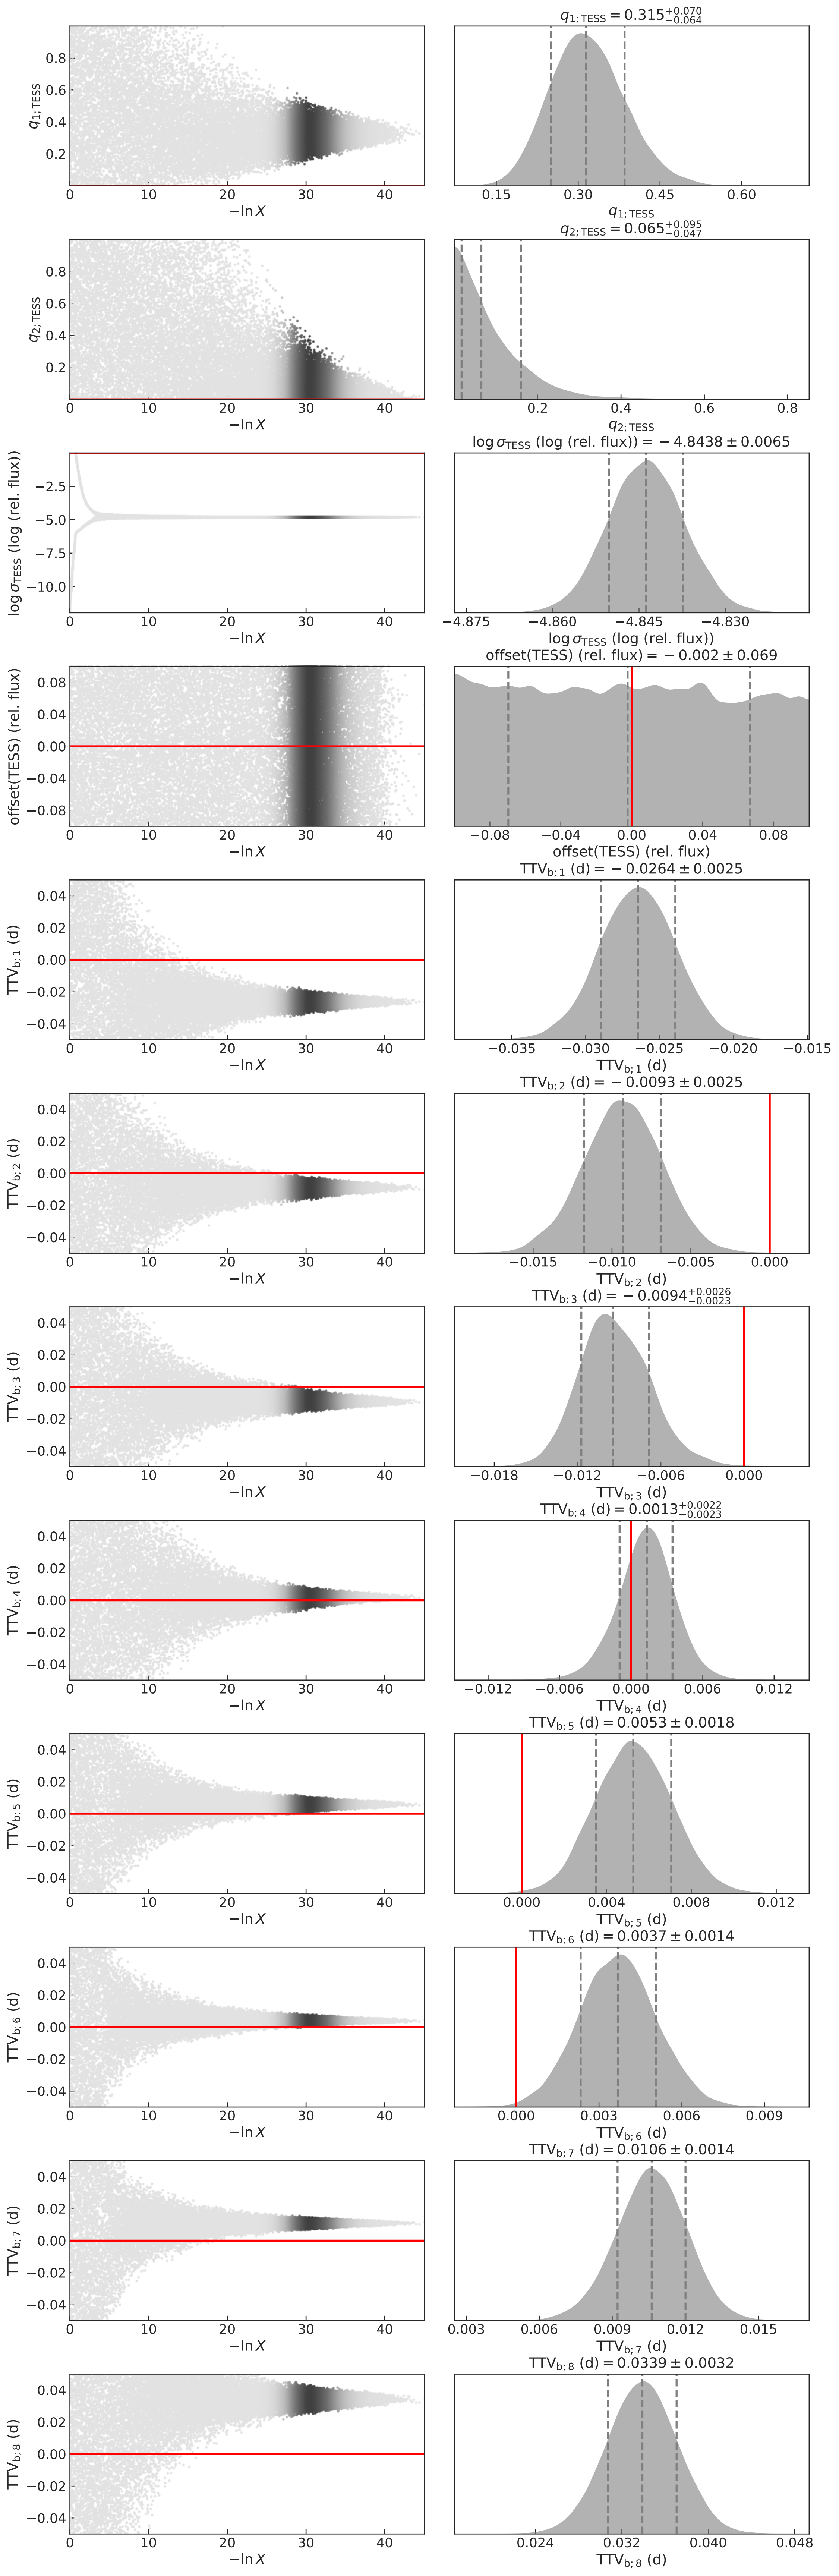 q1;TESS = 0.315+0.070−0.064
0.8
0.6
0.4
0.2
q1;TESS
0 10 20 30 40
−ln X
0.15 0.30 0.45 0.60
q1;TESS
q2;TESS = 0.065+0.095−0.047
0.8
0.6
0.4
0.2
q2;TESS
0 10 20 30 40
−ln X
0.2 0.4 0.6 0.8
q2;TESS
log σTESS (log (rel. flux)) = −4.8438 ± 0.0065
−2.5
−5.0
−7.5
−10.0
log σTESS (log (rel. flux))
0 10 20 30 40
−ln X
−4.875 −4.860 −4.845 −4.830
log σTESS (log (rel. flux))
offset(TESS) (rel. flux) = −0.002 ± 0.069
0.08
0.04
0.00
−0.04
−0.08
offset(TESS) (rel. flux)
0 10 20 30 40
−ln X
−0.08 −0.04 0.00 0.04 0.08
offset(TESS) (rel. flux)
TTVb;1 (d) = −0.0264 ± 0.0025
0.04
0.02
0.00
−0.02
−0.04
TTVb;1 (d)
0 10 20 30 40
−ln X
−0.035 −0.030 −0.025 −0.020 −0.015
TTVb;1 (d)
TTVb;2 (d) = −0.0093 ± 0.0025
0.04
0.02
0.00
−0.02
−0.04
TTVb;2 (d)
0 10 20 30 40
−ln X
−0.015 −0.010 −0.005 0.000
TTVb;2 (d)
TTVb;3 (d) = −0.0094+0.0026−0.0023
0.04
0.02
0.00
−0.02
−0.04
TTVb;3 (d)
0 10 20 30 40
−ln X
−0.018 −0.012 −0.006 0.000
TTVb;3 (d)
TTVb;4 (d) = 0.0013+0.0022−0.0023
0.04
0.02
0.00
−0.02
−0.04
TTVb;4 (d)
0 10 20 30 40
−ln X
−0.012 −0.006 0.000 0.006 0.012
TTVb;4 (d)
TTVb;5 (d) = 0.0053 ± 0.0018
0.04
0.02
0.00
−0.02
−0.04
TTVb;5 (d)
0 10 20 30 40
−ln X
0.000 0.004 0.008 0.012
TTVb;5 (d)
TTVb;6 (d) = 0.0037 ± 0.0014
0.04
0.02
0.00
−0.02
−0.04
TTVb;6 (d)
0 10 20 30 40
−ln X
0.000 0.003 0.006 0.009
TTVb;6 (d)
TTVb;7 (d) = 0.0106 ± 0.0014
0.04
0.02
0.00
−0.02
−0.04
TTVb;7 (d)
0 10 20 30 40
−ln X
0.003 0.006 0.009 0.012 0.015
TTVb;7 (d)
TTVb;8 (d) = 0.0339 ± 0.0032
0.04
0.02
0.00
−0.02
−0.04
TTVb;8 (d)
0 10 20 30 40
−ln X
0.024 0.032 0.040 0.048
TTVb;8 (d)